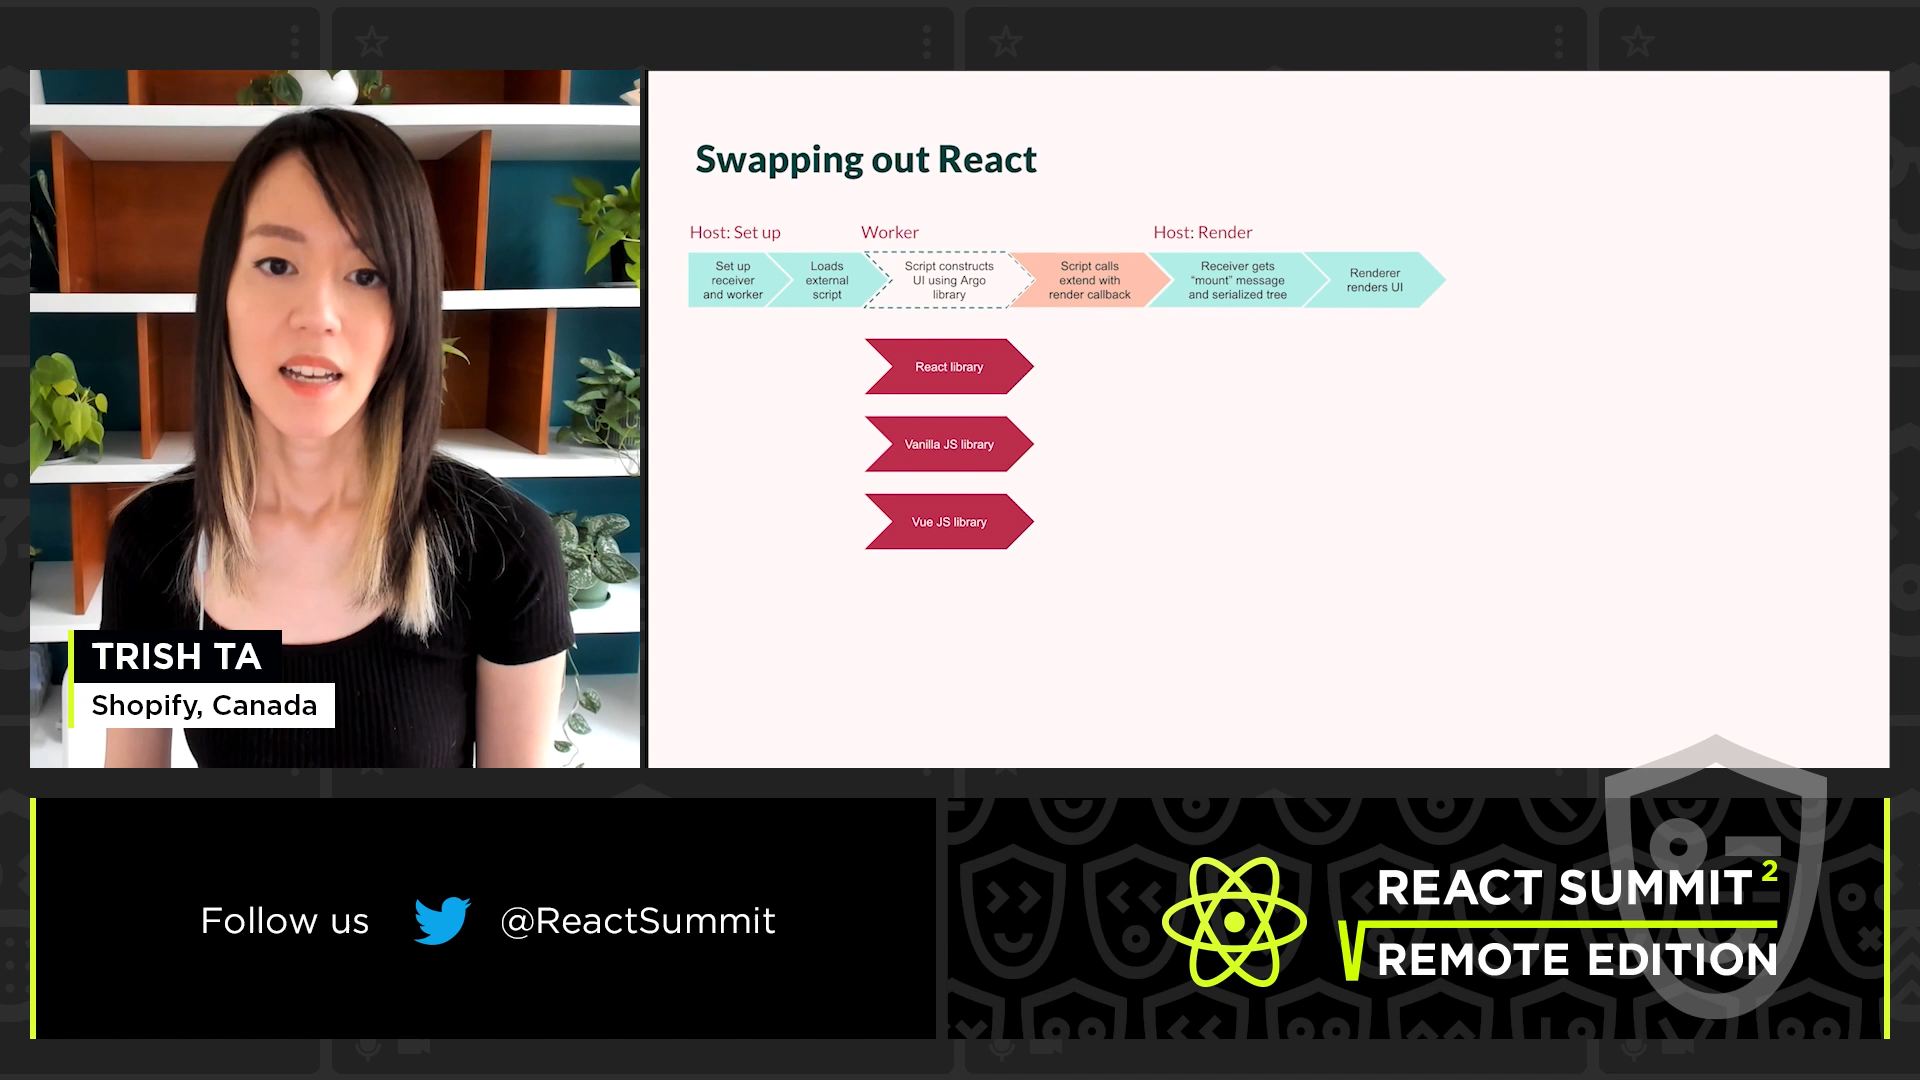 Swapping out React
Host: Set up
Worker
Host: Render
Set up
receiver
and worker
Loads
external
script
Script constructs
UI using Argo
library
Script calls
extend with
render callback
Receiver gets
“mount” message
and serialized tree
Renderer
renders UI
React library
Vanilla JS library
Vue JS library
TRISH TA
Shopify, Canada
Follow us
@ReactSummit
REACT SUMMIT 2
REMOTE EDITION